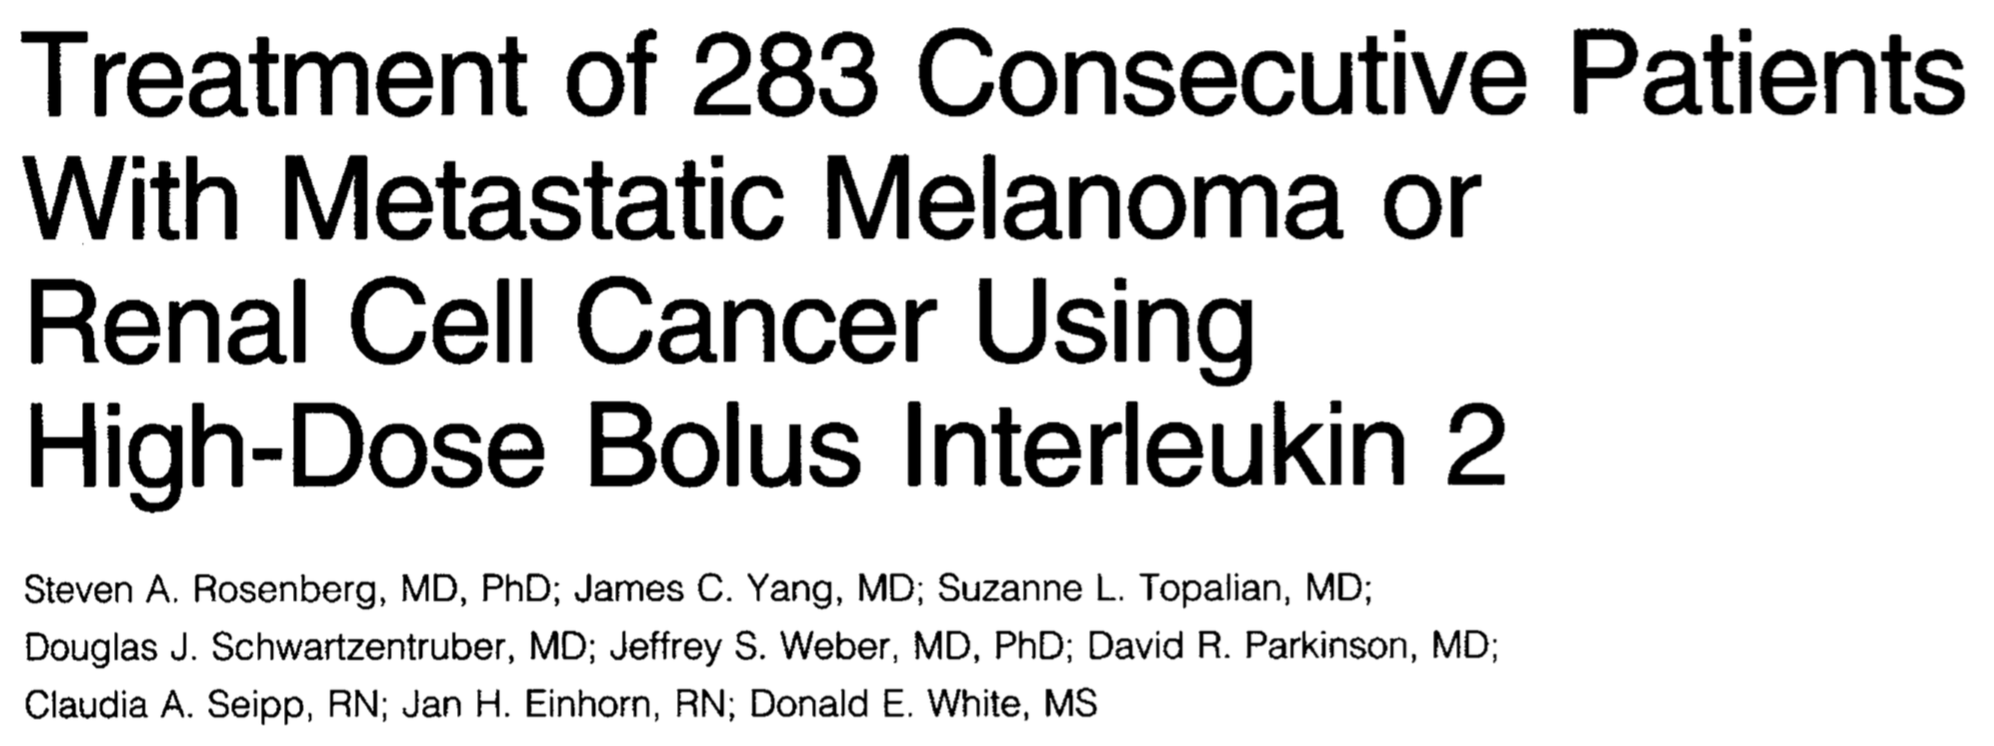 Treatment of 283 Consecutive Patients
With Metastatic Melanoma or
Renal Cell Cancer Using
High-Dose Bolus Interleukin 2
Steven A. Rosenberg, MD, PhD; James C. Yang, MD; Suzanne L. Topalian, MD;
Douglas J. Schwartzentruber, MD; Jeffrey S. Weber, MD, PhD; David R. Parkinson, MD;
Claudia A. Seipp, RN; Jan H. Einhorn, RN; Donald E. White, MS